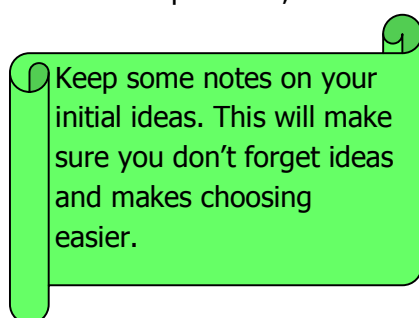 Keep some notes on your
initial ideas. This will make
sure you don’t forget ideas
and makes choosing
easier.